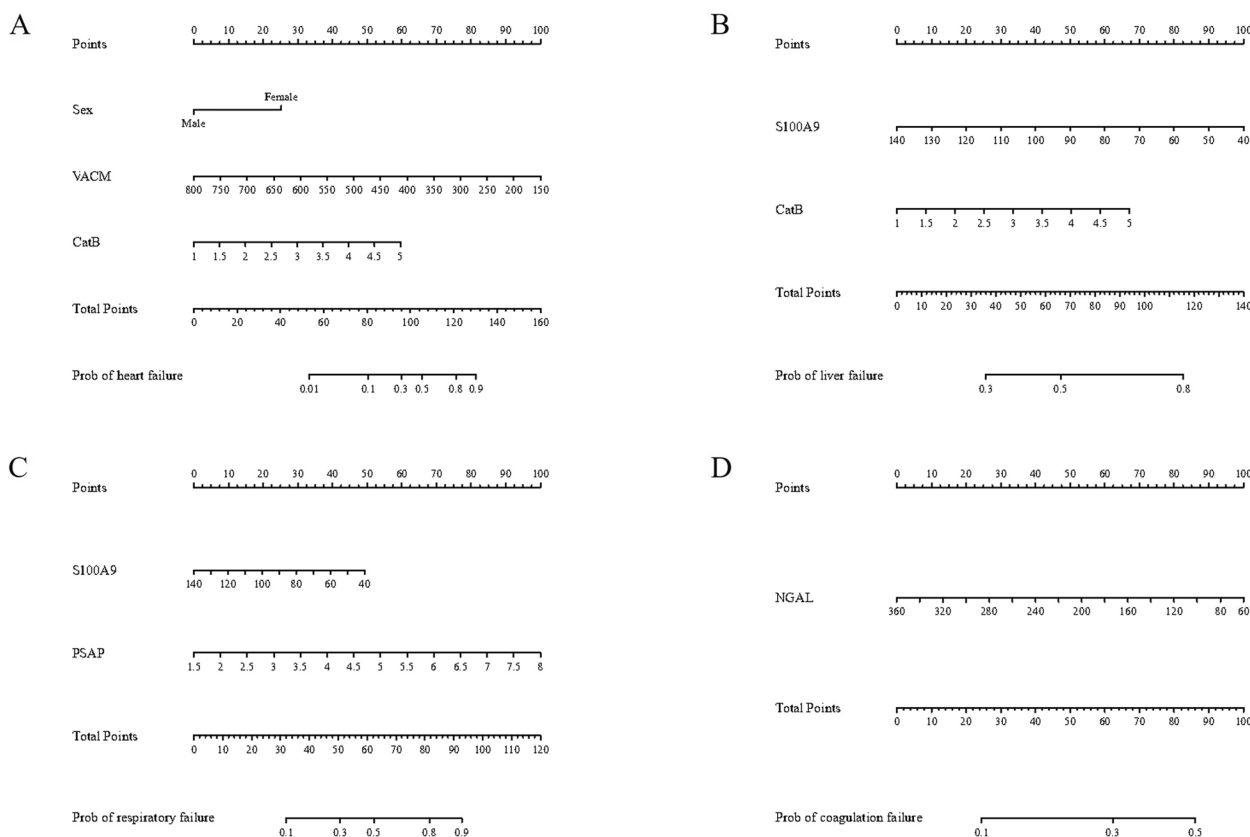 A
Points
0 10 20 30 40 50 60 70 80 90 100
Sex
Female
Male
VACM
800 750 700 650 600 550 500 450 400 350 300 250 200 150
CatB
1 1.5 2 2.5 3 3.5 4 4.5 5
Total Points
0 20 40 60 80 100 120 140 160
Prob of heart failure
0.01 0.1 0.3 0.5 0.8 0.9
B
Points
0 10 20 30 40 50 60 70 80 90 100
S100A9
140 130 120 110 100 90 80 70 60 50 40
CatB
1 1.5 2 2.5 3 3.5 4 4.5 5
Total Points
0 10 20 30 40 50 60 70 80 90 100 120 140
Prob of liver failure
0.3 0.5 0.8
C
Points
0 10 20 30 40 50 60 70 80 90 100
S100A9
140 120 100 80 60 40
PSAP
1.5 2 2.5 3 3.5 4 4.5 5 5.5 6 6.5 7 7.5 8
Total Points
0 10 20 30 40 50 60 70 80 90 100 110 120
Prob of respiratory failure
0.1 0.3 0.5 0.8 0.9
D
Points
0 10 20 30 40 50 60 70 80 90 100
NGAL
360 320 280 240 200 160 120 80 60
Total Points
0 10 20 30 40 50 60 70 80 90 100
Prob of coagulation failure
0.1 0.3 0.5